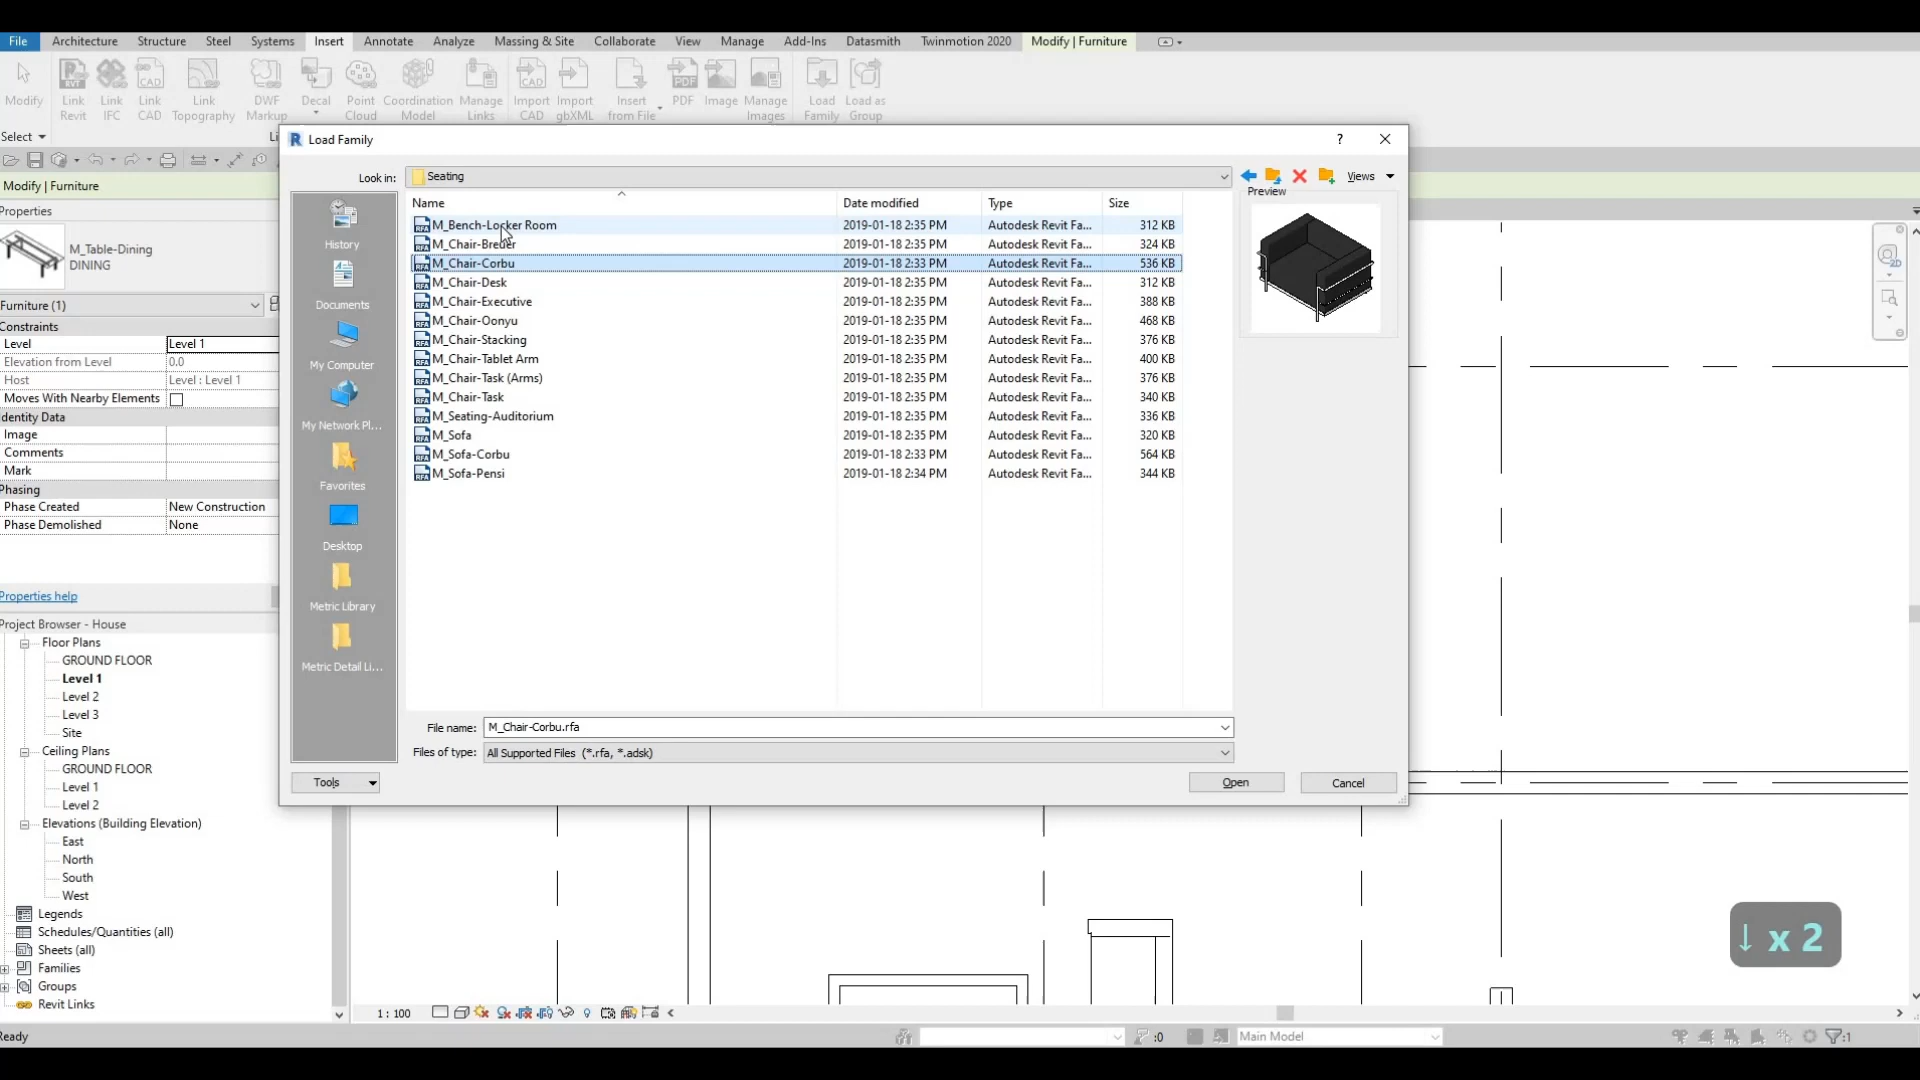 File Architecture Structure Steel Systems Insert Annotate Analyze Massing & Site Collaborate View Manage Add-Ins Datasmith Twinmotion 2020 Modify | Furniture
Modify
Link Revit
Link IFC
Link CAD
Link Topography
DWF Markup
Decal
Point Cloud
Coordination Model
Manage Links
Import CAD
Import gbXML
Insert from File
PDF
Image
Manage Images
Load Family
Load as Group
Select
Modify | Furniture
Properties
M_Table-Dining
DINING
Furniture (1)
Constraints
Level Level 1
Elevation from Level 0.0
Host Level : Level 1
Moves With Nearby Elements
Identity Data
Image
Comments
Mark
Phasing
Phase Created New Construction
Phase Demolished None
Properties help
Project Browser - House
Floor Plans
GROUND FLOOR
Level 1
Level 2
Level 3
Site
Ceiling Plans
GROUND FLOOR
Level 1
Level 2
Elevations (Building Elevation)
East
North
South
West
Legends
Schedules/Quantities (all)
Sheets (all)
Families
Groups
Revit Links
Ready
Load Family
Look in: Seating
Views
Preview
History
Documents
My Computer
My Network Pl...
Favorites
Desktop
Metric Library
Metric Detail Li...
Name Date modified Type Size
M_Bench-Locker Room 2019-01-18 2:35 PM Autodesk Revit Fa... 312 KB
M_Chair-Breuer 2019-01-18 2:35 PM Autodesk Revit Fa... 324 KB
M_Chair-Corbu 2019-01-18 2:33 PM Autodesk Revit Fa... 536 KB
M_Chair-Desk 2019-01-18 2:35 PM Autodesk Revit Fa... 312 KB
M_Chair-Executive 2019-01-18 2:35 PM Autodesk Revit Fa... 388 KB
M_Chair-Oonyu 2019-01-18 2:35 PM Autodesk Revit Fa... 468 KB
M_Chair-Stacking 2019-01-18 2:35 PM Autodesk Revit Fa... 376 KB
M_Chair-Tablet Arm 2019-01-18 2:35 PM Autodesk Revit Fa... 400 KB
M_Chair-Task (Arms) 2019-01-18 2:35 PM Autodesk Revit Fa... 376 KB
M_Chair-Task 2019-01-18 2:35 PM Autodesk Revit Fa... 340 KB
M_Seating-Auditorium 2019-01-18 2:35 PM Autodesk Revit Fa... 336 KB
M_Sofa 2019-01-18 2:35 PM Autodesk Revit Fa... 320 KB
M_Sofa-Corbu 2019-01-18 2:33 PM Autodesk Revit Fa... 564 KB
M_Sofa-Pensi 2019-01-18 2:34 PM Autodesk Revit Fa... 344 KB
File name: M_Chair-Corbu.rfa
Files of type: All Supported Files (*.rfa, *.adsk)
Tools Open Cancel
↓ x 2
1 : 100
:0 Main Model :1